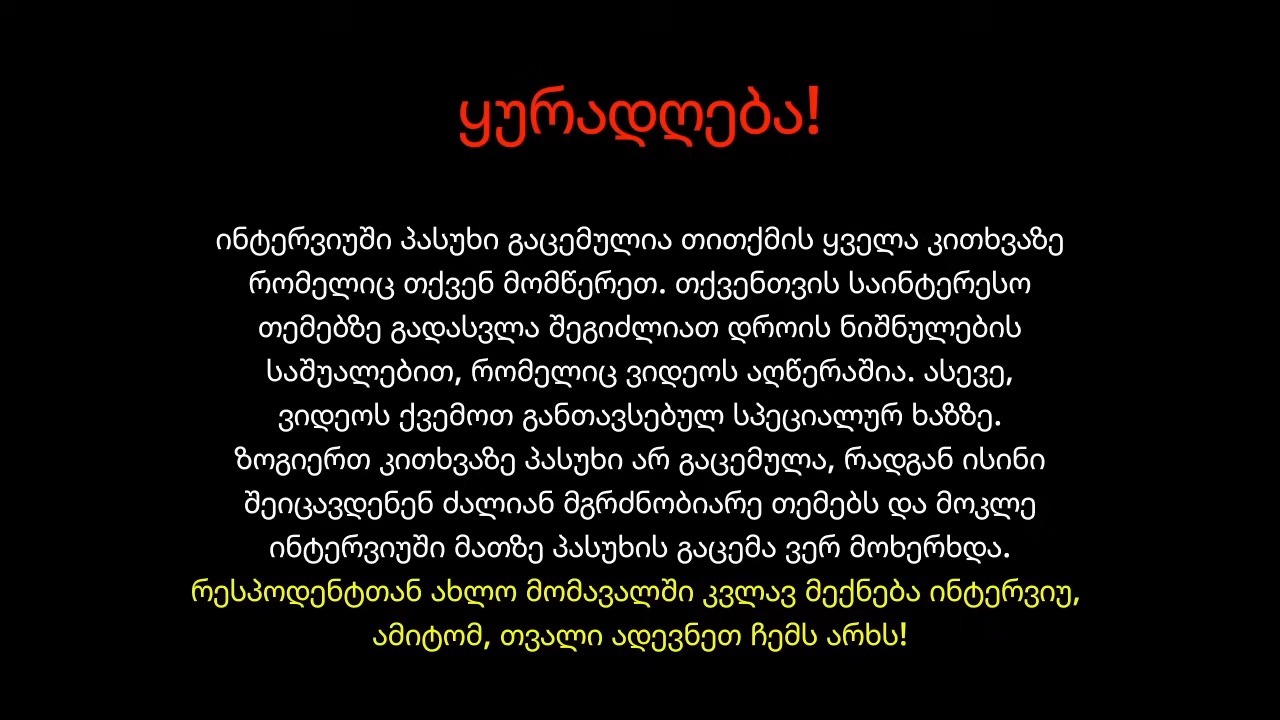 ყურადღება!
ინტერვიუში პასუხი გაცემულია თითქმის ყველა კითხვაზე
რომელიც თქვენ მომწერეთ. თქვენთვის საინტერესო
თემებზე გადასვლა შეგიძლიათ დროის ნიშნულების
საშუალებით, რომელიც ვიდეოს აღწერაშია. ასევე,
ვიდეოს ქვემოთ განთავსებულ სპეციალურ ხაზზე.
ზოგიერთ კითხვაზე პასუხი არ გაცემულა, რადგან ისინი
შეიცავდენენ ძალიან მგრძნობიარე თემებს და მოკლე
ინტერვიუში მათზე პასუხის გაცემა ვერ მოხერხდა.
რესპოდენტთან ახლო მომავალში კვლავ მექნება ინტერვიუ,
ამიტომ, თვალი ადევნეთ ჩემს არხს!